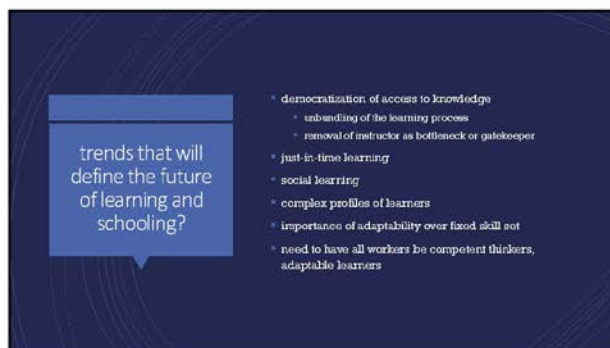 trends that will
define the future
of learning and
schooling?
democratization of access to knowledge
unbundling of the learning process
removal of instructor as bottleneck or gatekeeper
just-in-time learning
social learning
complex profiles of learners
importance of adaptability over fixed skill set
need to have all workers be competent thinkers,
adaptable learners